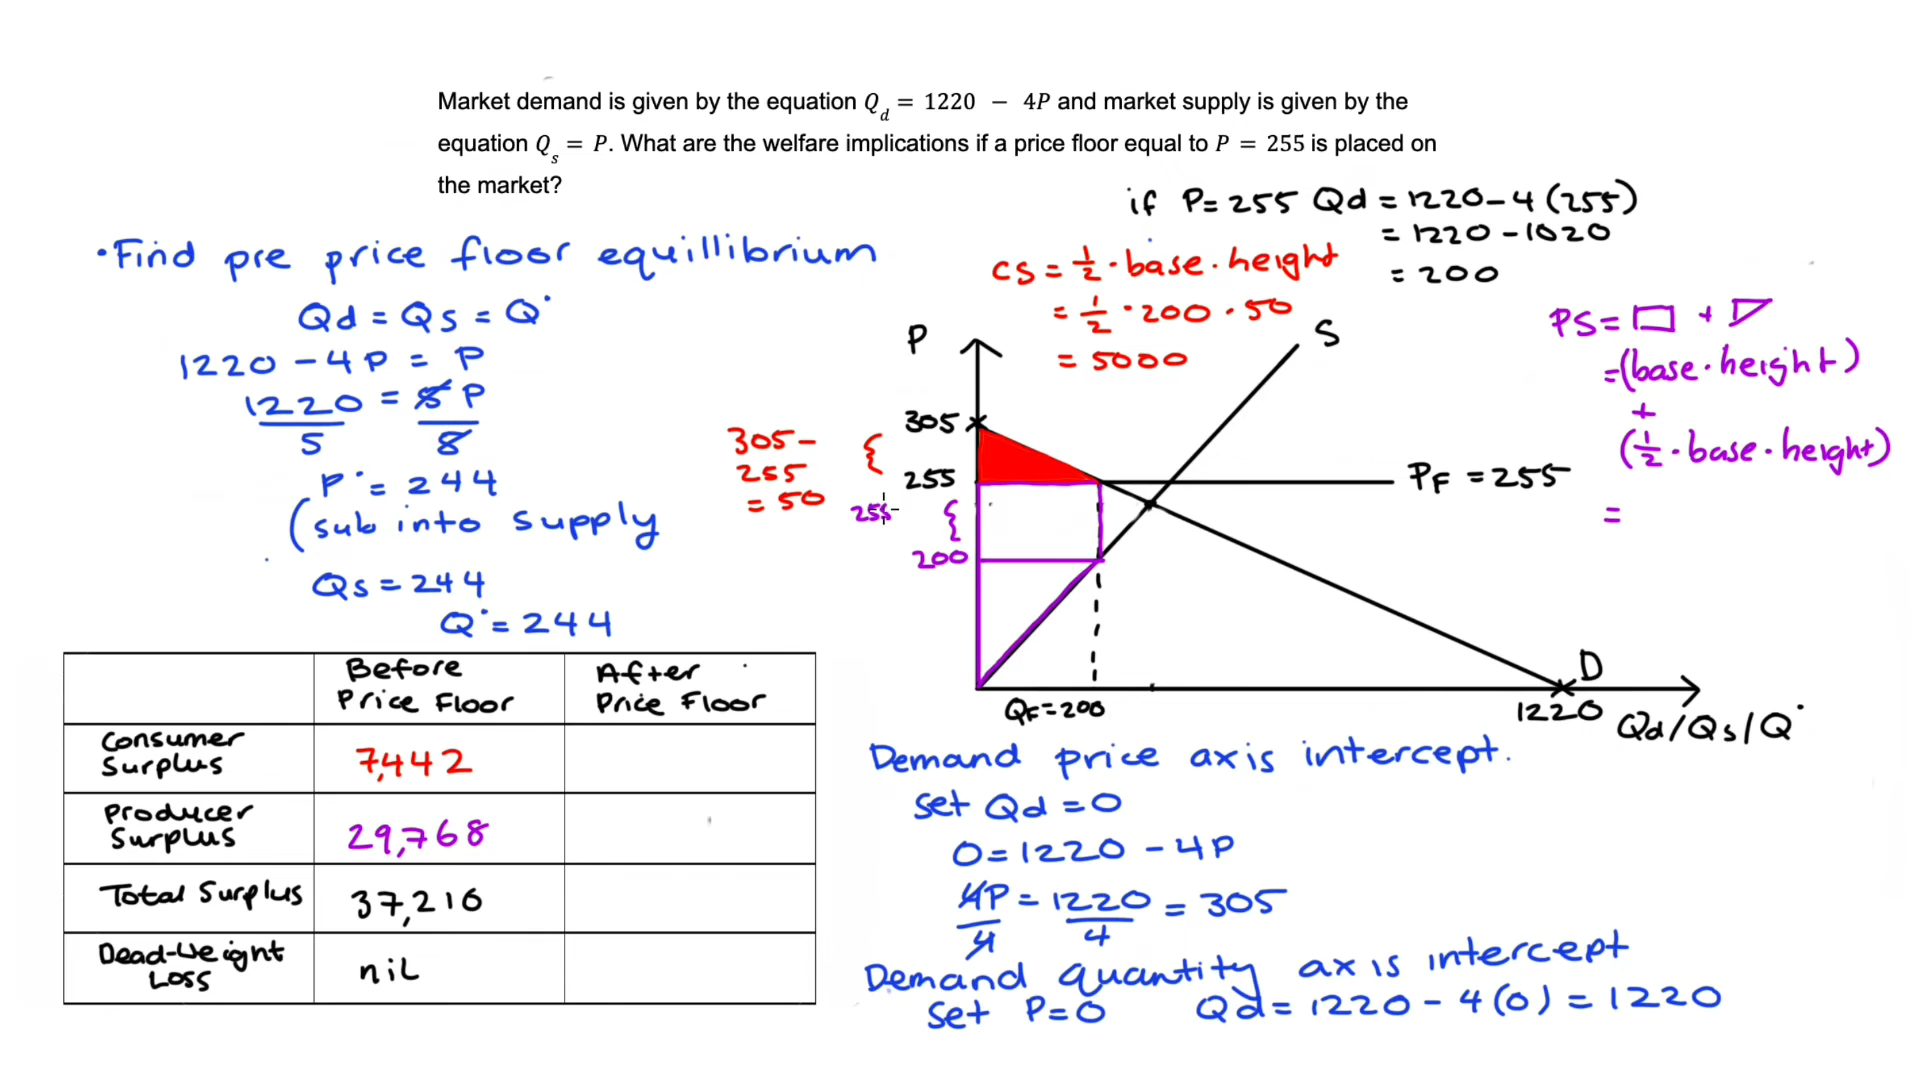 Market demand is given by the equation Qd = 1220 − 4P and market supply is given by the
equation Qs = P. What are the welfare implications if a price floor equal to P = 255 is placed on
the market?
if P= 255 Qd = 1220-4(255)
= 1220-1020
= 200
•Find pre price floor equillibrium
Qd = Qs = Q*
1220 - 4P = P
1220 = 5P
5 5
P* = 244
(sub into supply
Qs = 244
Q* = 244
CS = 1/2 · base · height
= 1/2 · 200 · 50
= 5000
PS = □ + ▽
=(base · height)
+
(1/2 · base · height)
=
P
S
305
305-
255
= 50
{
255
PF = 255
255-
{
200
D
QF=200
1220
Qd/Qs/Q*
Before
Price Floor
After
Price Floor
Consumer
Surplus
7,442
Producer
Surplus
29,768
Total Surplus
37,210
Dead-Weight
Loss
nil
Demand price axis intercept.
set Qd = 0
0 = 1220 - 4P
4P = 1220 = 305
4 4
Demand quantity axis intercept
set P=0 Qd = 1220 - 4(0) = 1220